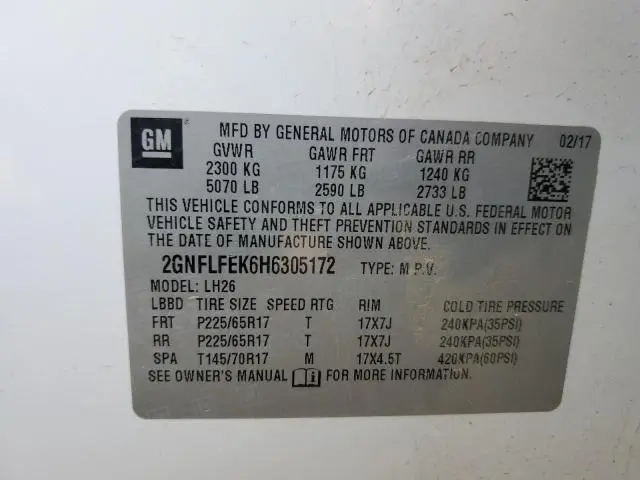 GM MFD BY GENERAL MOTORS OF CANADA COMPANY 02/17
GVWR GAWR FRT GAWR RR
2300 KG 1175 KG 1240 KG
5070 LB 2590 LB 2733 LB
THIS VEHICLE CONFORMS TO ALL APPLICABLE U.S. FEDERAL MOTOR
VEHICLE SAFETY AND THEFT PREVENTION STANDARDS IN EFFECT ON
THE DATE OF MANUFACTURE SHOWN ABOVE.
2GNFLFEK6H6305172 TYPE: M.P.V.
MODEL: LH26
LBBD TIRE SIZE SPEED RTG RIM COLD TIRE PRESSURE
FRT P225/65R17 T 17X7J 240KPA(35PSI)
RR P225/65R17 T 17X7J 240KPA(35PSI)
SPA T145/70R17 M 17X4.5T 420KPA(60PSI)
SEE OWNER'S MANUAL FOR MORE INFORMATION.